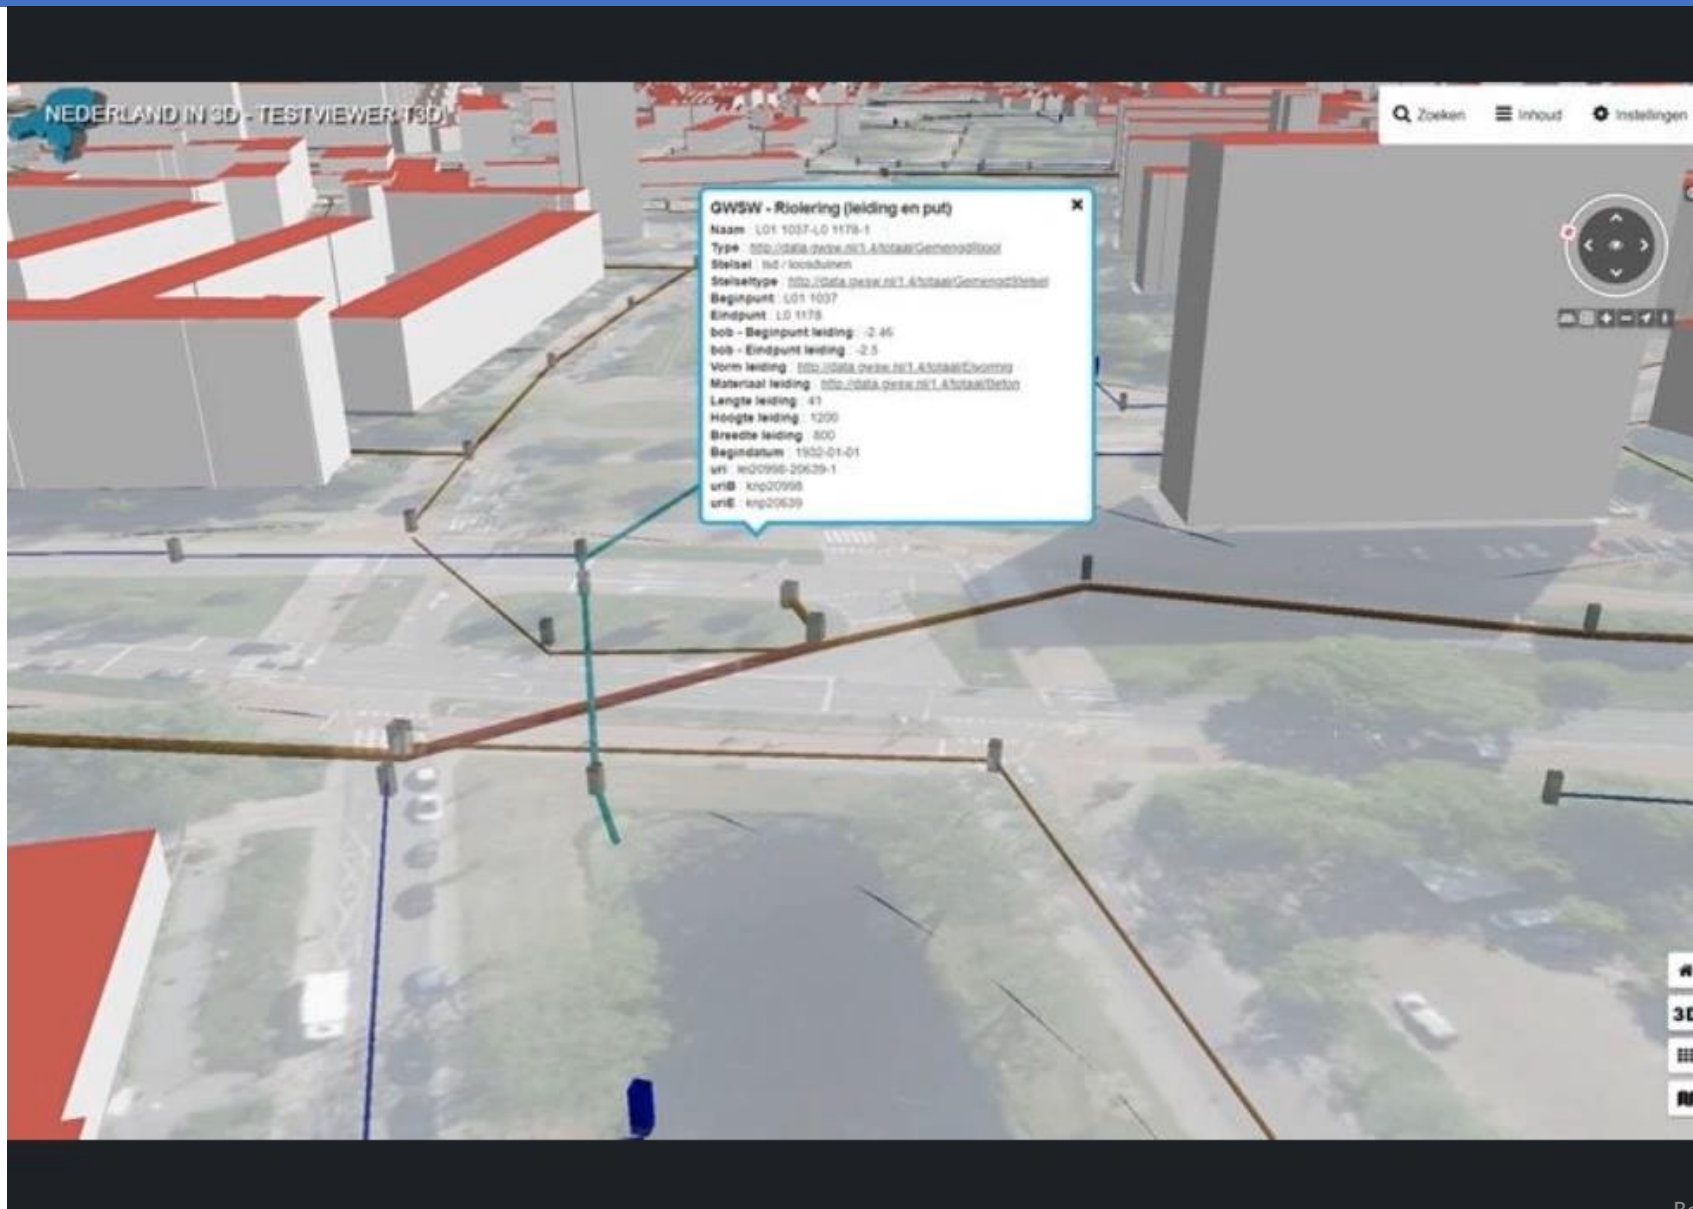 NEDERLAND IN 3D - TESTVIEWER T3D
Zoeken Inhoud Instellingen
GWSW - Riolering (leiding en put)
Naam : L01 1037-L0 1178-1
Type : http://data.gwsw.nl/1.4/totaal/GemengdRiool
Stelsel : lsd / loosduinen
Stelseltype : http://data.gwsw.nl/1.4/totaal/GemengdStelsel
Beginpunt : L01 1037
Eindpunt : L0 1178
bob - Beginpunt leiding : -2.46
bob - Eindpunt leiding : -2.5
Vorm leiding : http://data.gwsw.nl/1.4/totaal/Eivormig
Materiaal leiding : http://data.gwsw.nl/1.4/totaal/Beton
Lengte leiding : 41
Hoogte leiding : 1200
Breedte leiding : 800
Begindatum : 1932-01-01
uri : lei20998-20639-1
uriB : knp20998
uriE : knp20639
3D